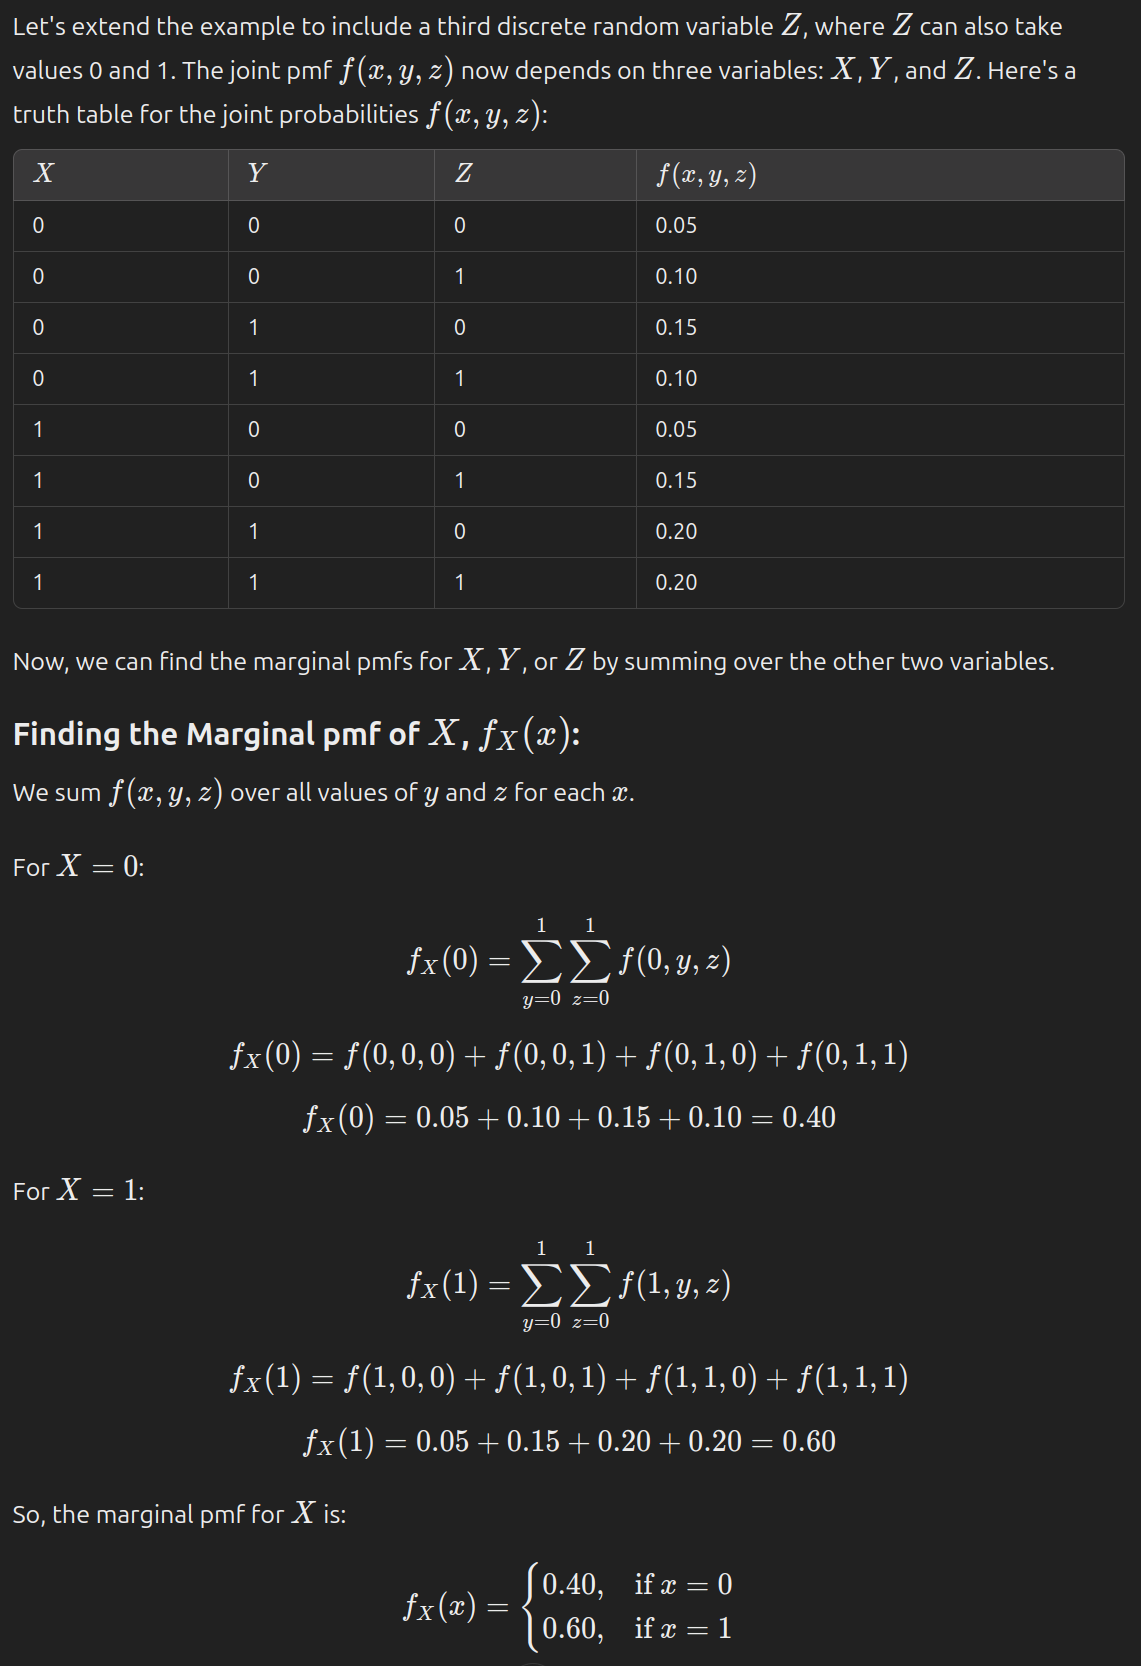 Let's extend the example to include a third discrete random variable Z, where Z can also take
values 0 and 1. The joint pmf f(x, y, z) now depends on three variables: X, Y, and Z. Here's a
truth table for the joint probabilities f(x, y, z):
X Y Z f(x, y, z)
0 0 0 0.05
0 0 1 0.10
0 1 0 0.15
0 1 1 0.10
1 0 0 0.05
1 0 1 0.15
1 1 0 0.20
1 1 1 0.20
Now, we can find the marginal pmfs for X, Y, or Z by summing over the other two variables.
Finding the Marginal pmf of X, f_X(x):
We sum f(x, y, z) over all values of y and z for each x.
For X = 0:
f_X(0) = ∑_{y=0}^{1} ∑_{z=0}^{1} f(0, y, z)
f_X(0) = f(0, 0, 0) + f(0, 0, 1) + f(0, 1, 0) + f(0, 1, 1)
f_X(0) = 0.05 + 0.10 + 0.15 + 0.10 = 0.40
For X = 1:
f_X(1) = ∑_{y=0}^{1} ∑_{z=0}^{1} f(1, y, z)
f_X(1) = f(1, 0, 0) + f(1, 0, 1) + f(1, 1, 0) + f(1, 1, 1)
f_X(1) = 0.05 + 0.15 + 0.20 + 0.20 = 0.60
So, the marginal pmf for X is:
f_X(x) = { 0.40, if x = 0
0.60, if x = 1